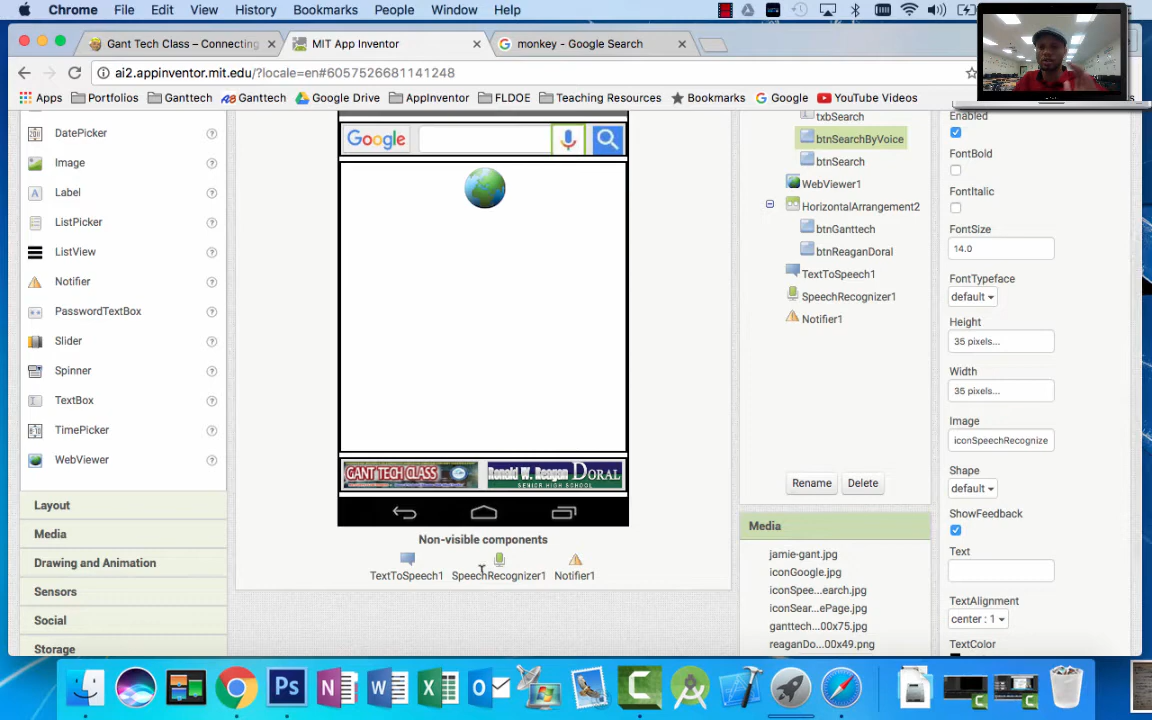 Chrome File Edit View History Bookmarks People Window Help
Gant Tech Class – Connecting
MIT App Inventor
monkey - Google Search
ai2.appinventor.mit.edu/?locale=en#6057526681141248
Apps Portfolios Ganttech Ganttech Google Drive AppInventor FLDOE Teaching Resources Bookmarks Google YouTube Videos
DatePicker
Image
Label
ListPicker
ListView
Notifier
PasswordTextBox
Slider
Spinner
TextBox
TimePicker
WebViewer
Layout
Media
Drawing and Animation
Sensors
Social
Storage
Google
GANT TECH CLASS
Ronald W. Reagan DORAL
SENIOR HIGH SCHOOL
Non-visible components
TextToSpeech1 SpeechRecognizer1 Notifier1
txbSearch
btnSearchByVoice
btnSearch
WebViewer1
HorizontalArrangement2
btnGanttech
btnReaganDoral
TextToSpeech1
SpeechRecognizer1
Notifier1
Rename Delete
Media
jamie-gant.jpg
iconGoogle.jpg
iconSpee...earch.jpg
iconSear...ePage.jpg
ganttech...00x75.jpg
reaganDo...00x49.png
Enabled
FontBold
FontItalic
FontSize
14.0
FontTypeface
default
Height
35 pixels...
Width
35 pixels...
Image
iconSpeechRecognize
Shape
default
ShowFeedback
Text
TextAlignment
center : 1
TextColor